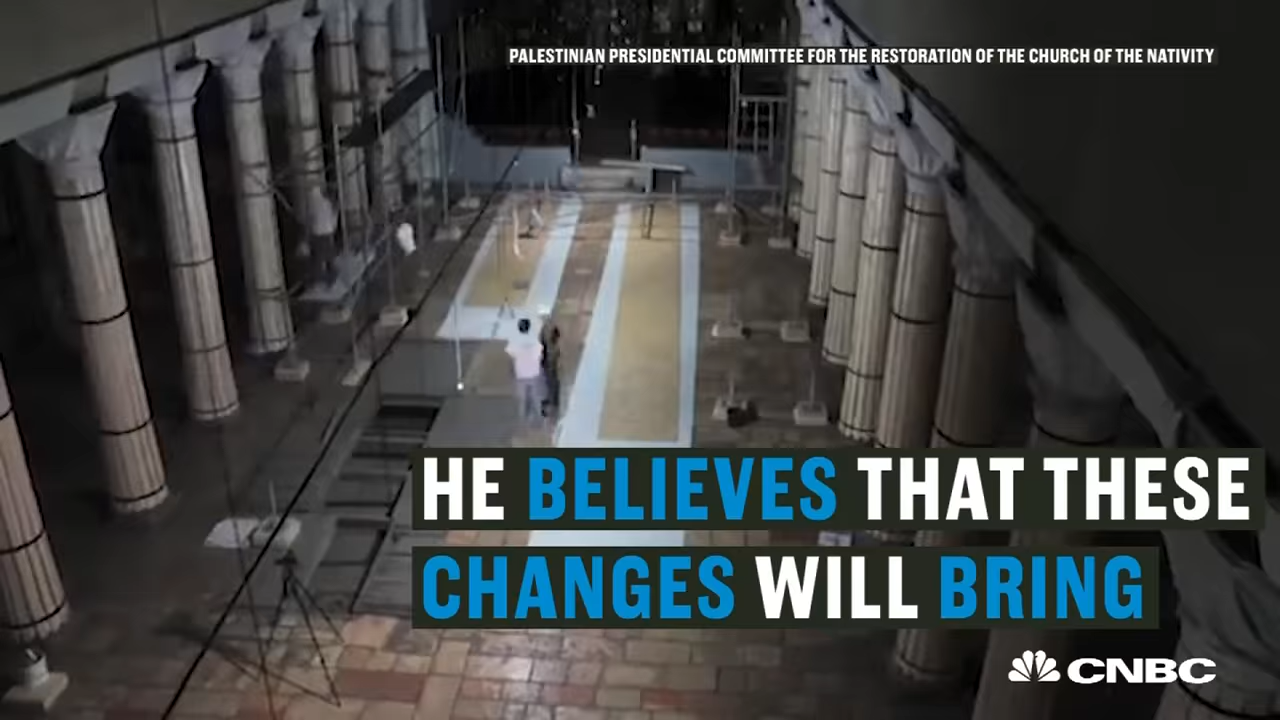 PALESTINIAN PRESIDENTIAL COMMITTEE FOR THE RESTORATION OF THE CHURCH OF THE NATIVITY
HE BELIEVES THAT THESE
CHANGES WILL BRING
CNBC